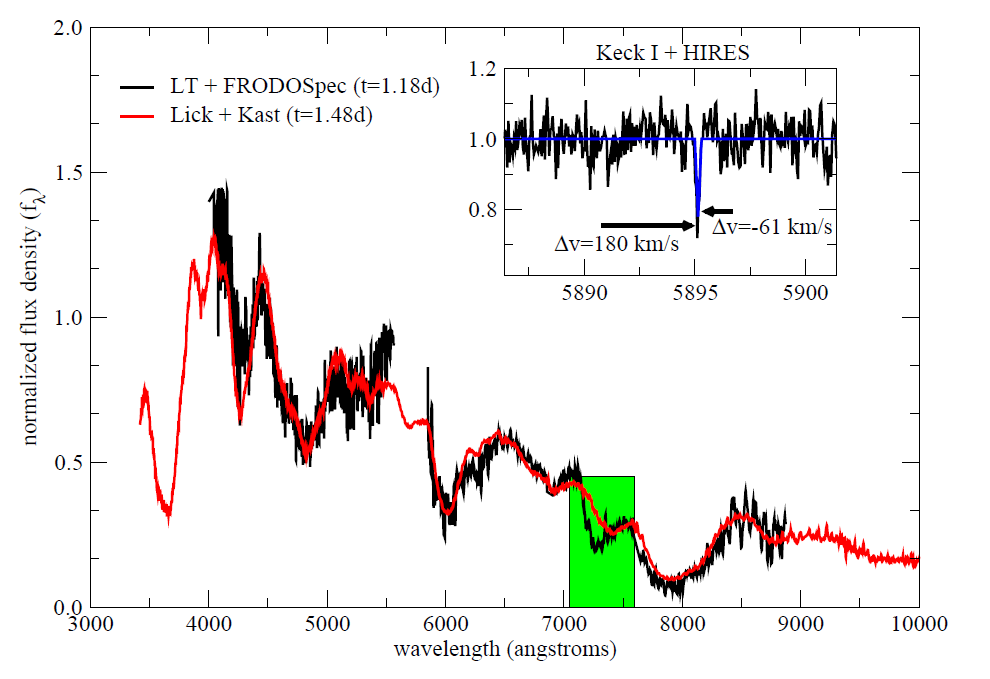 Keck I + HIRES
LT + FRODOSpec (t=1.18d)
Lick + Kast (t=1.48d)
Δv=180 km/s
Δv=-61 km/s
1.2
1.0
0.8
5890 5895 5900
normalized flux density (fλ)
2.0
1.5
1.0
0.5
0.0
3000 4000 5000 6000 7000 8000 9000 10000
wavelength (angstroms)